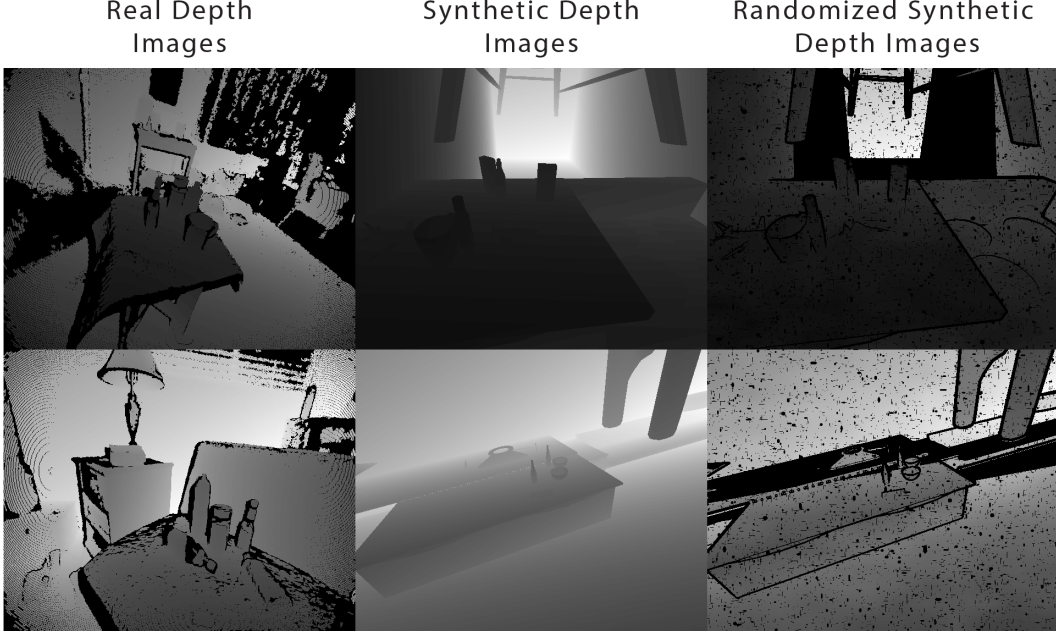 Real Depth
Images
Synthetic Depth
Images
Randomized Synthetic
Depth Images